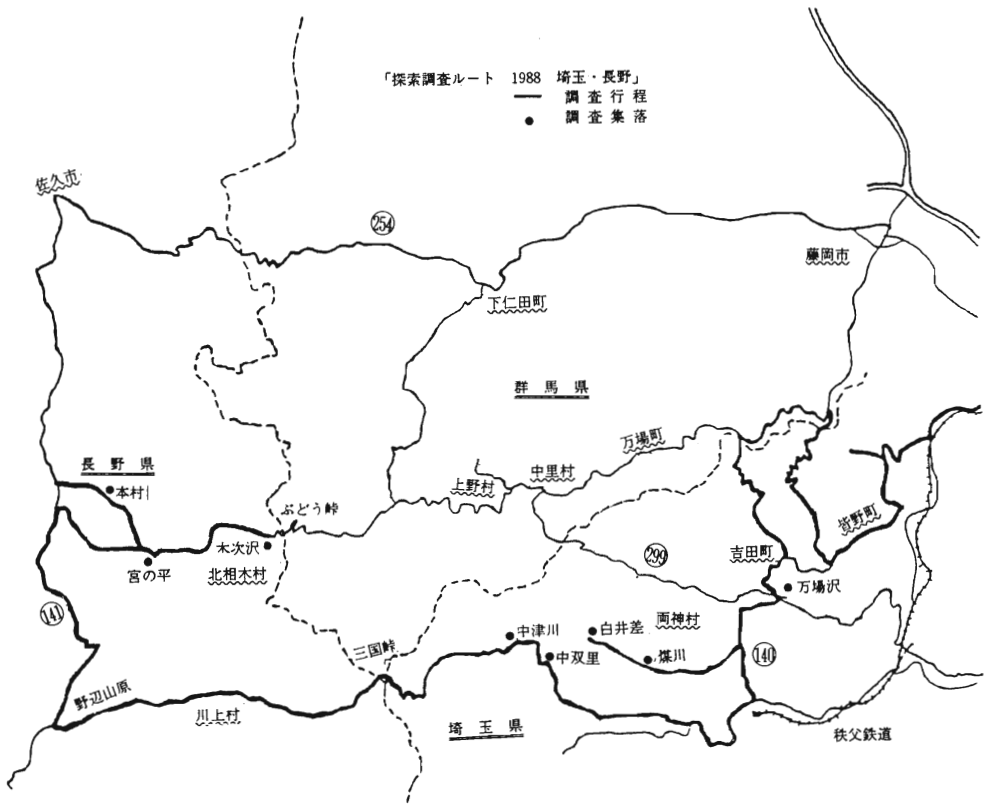 「探索調査ルート 1988 埼玉・長野」
調査行程
調査集落
佐久市
254
藤岡市
下仁田町
群馬県
万場町
長野県
中里村
本村
上野村
ぶどう峠
皆野町
木次沢
299
吉田町
宮の平
北相木村
万場沢
141
両神村
中津川
白井差
三国峠
中双里
煤川
140
野辺山原
川上村
埼玉県
秩父鉄道